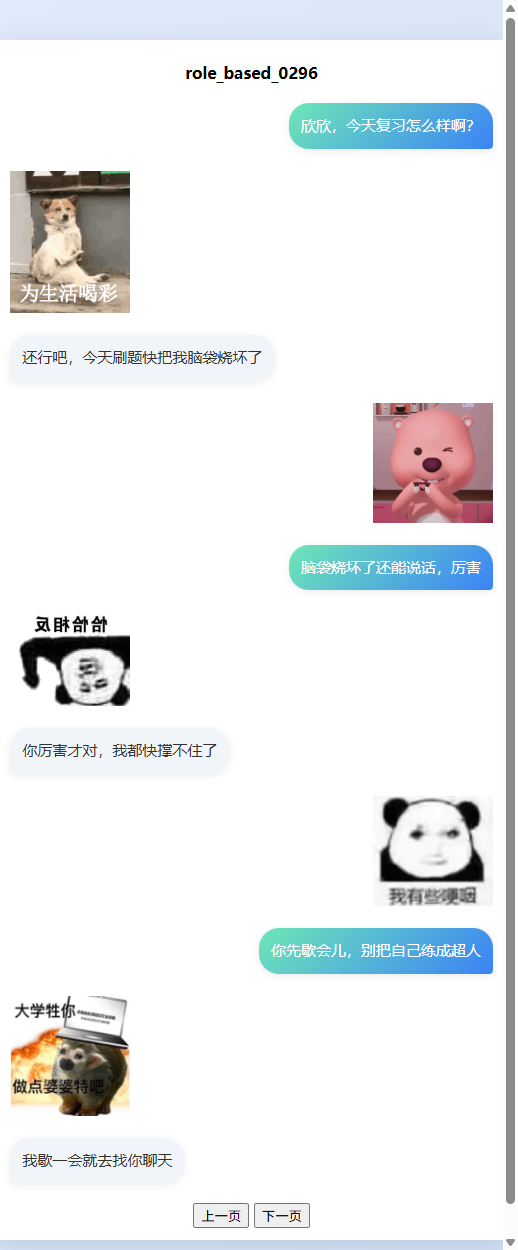 role_based_0296
欣欣，今天复习怎么样啊？
为生活喝彩
还行吧，今天刷题快把我脑袋烧坏了
脑袋烧坏了还能说话，厉害
恰恰相反
你厉害才对，我都快撑不住了
我有些哽咽
你先歇会儿，别把自己练成超人
大学牲你
做点婆婆特吧
我歇一会就去找你聊天
上一页 下一页